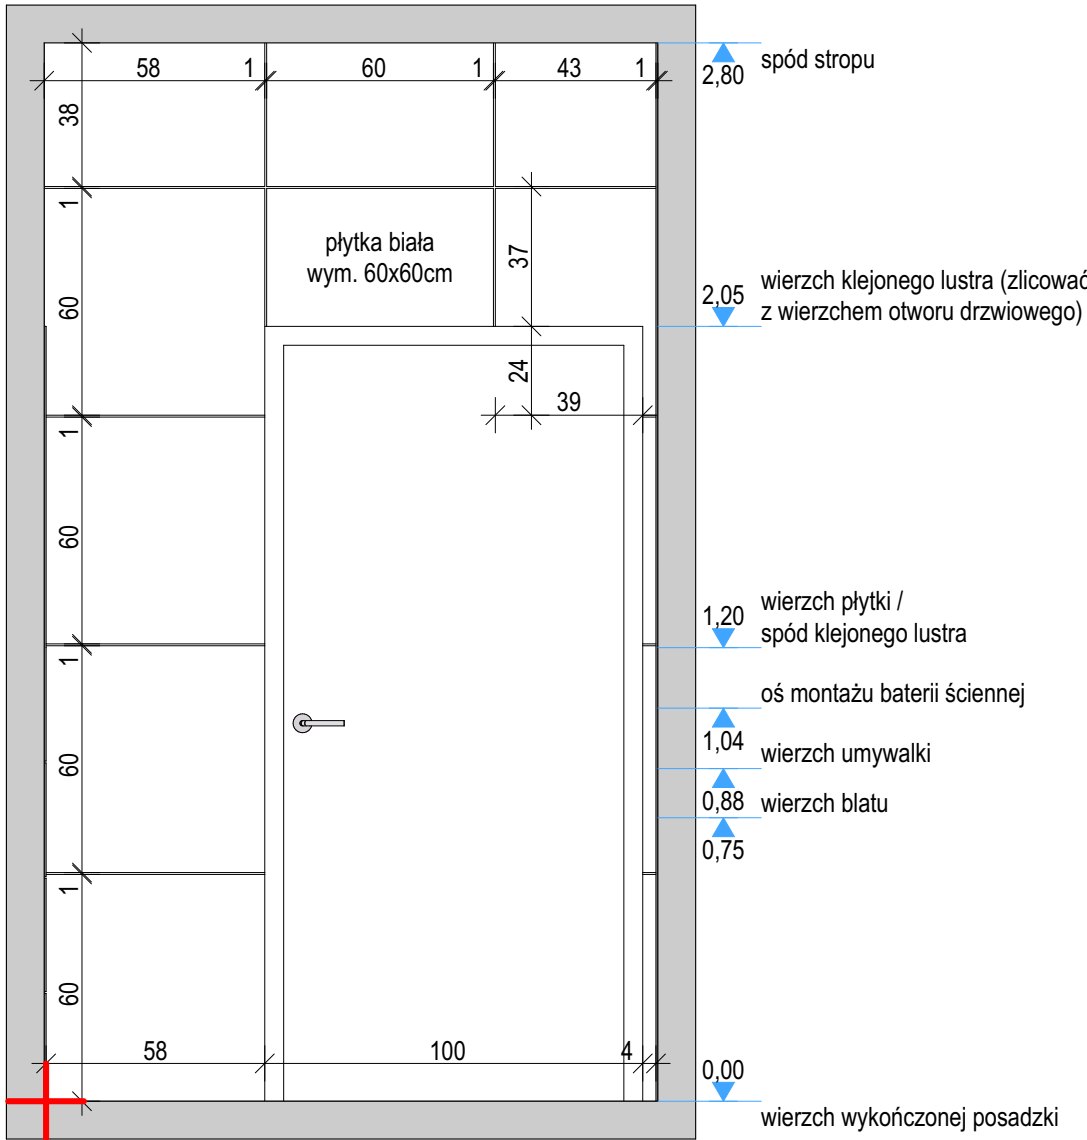 58 1 60 1 43 1
2,80 spód stropu
38
1
płytka biała
wym. 60x60cm
37
60
2,05 wierzch klejonego lustra (zlicować
z wierzchem otworu drzwiowego)
24
39
1
60
1,20 wierzch płytki /
spód klejonego lustra
1
oś montażu baterii ściennej
1,04
wierzch umywalki
60
0,88 wierzch blatu
0,75
1
60
58 100 4
0,00
wierzch wykończonej posadzki